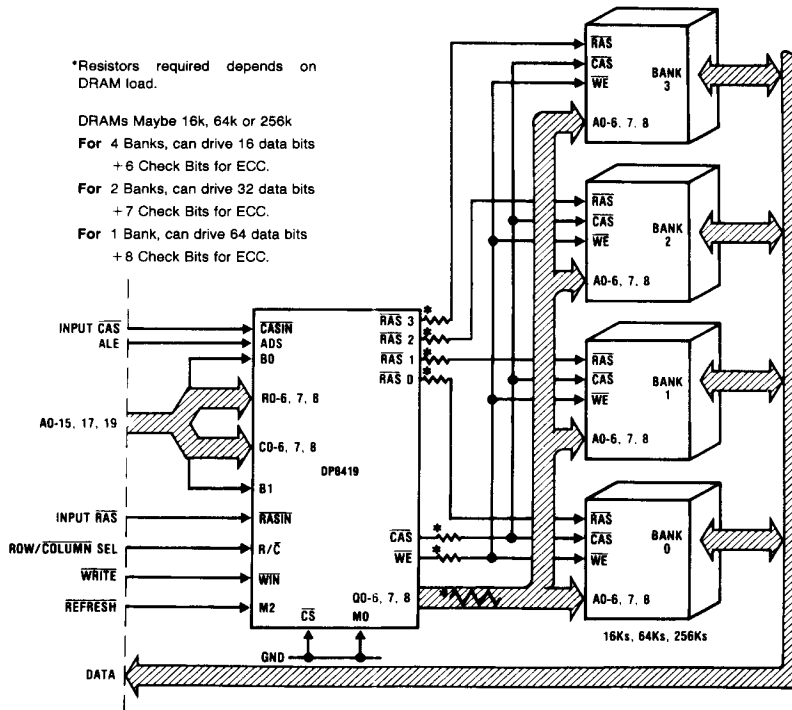 *Resistors required depends on
DRAM load.
DRAMs Maybe 16k, 64k or 256k
For 4 Banks, can drive 16 data bits
+6 Check Bits for ECC.
For 2 Banks, can drive 32 data bits
+7 Check Bits for ECC.
For 1 Bank, can drive 64 data bits
+8 Check Bits for ECC.
INPUT CAS
ALE
A0-15, 17, 19
INPUT RAS
ROW/COLUMN SEL
WRITE
REFRESH
DATA
CASIN
ADS
B0
R0-6, 7, 8
C0-6, 7, 8
B1
RASIN
R/C
WIN
M2
DP8419
CS
M0
GND
RAS 3
RAS 2
RAS 1
RAS 0
CAS
WE
Q0-6, 7, 8
*
*
*
*
*
*
*
RAS
CAS
WE
A0-6, 7, 8
BANK
3
RAS
CAS
WE
A0-6, 7, 8
BANK
2
RAS
CAS
WE
A0-6, 7, 8
BANK
1
RAS
CAS
WE
A0-6, 7, 8
BANK
0
16Ks, 64Ks, 256Ks